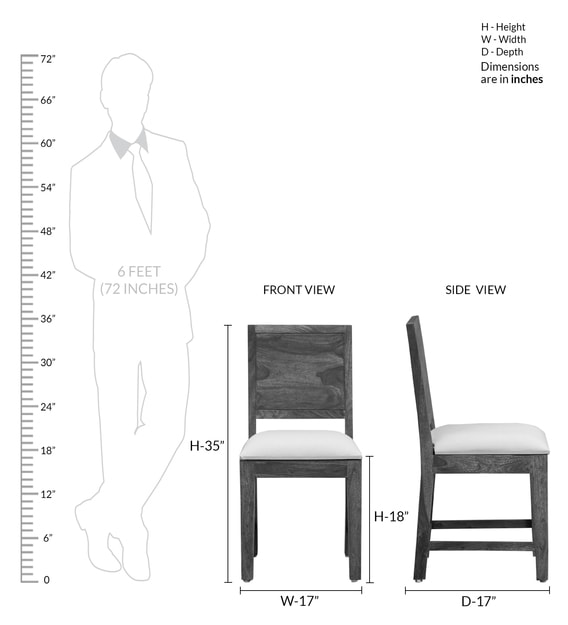 H - Height
W - Width
D - Depth
Dimensions
are in inches
72"
66"
60"
54"
48"
42"
36"
30"
24"
18"
12"
6"
0
6 FEET
(72 INCHES)
FRONT VIEW
SIDE VIEW
H-35"
H-18"
W-17"
D-17"